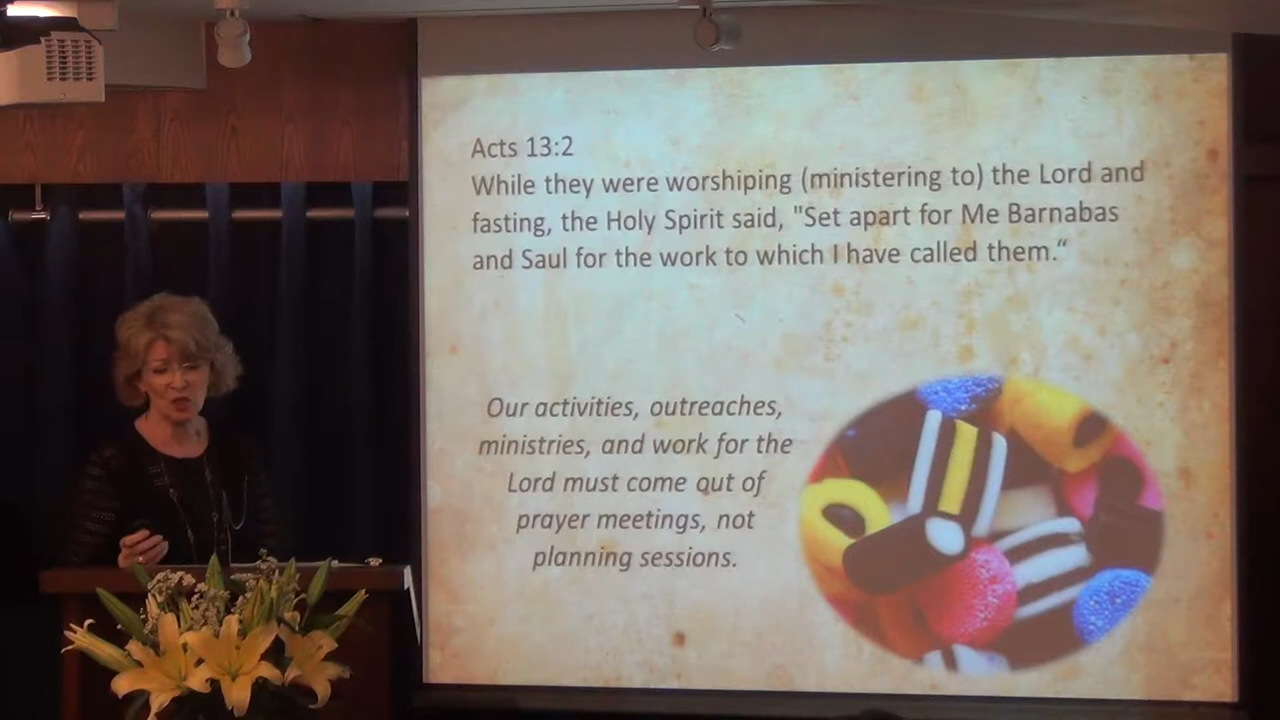 Acts 13:2
While they were worshiping (ministering to) the Lord and
fasting, the Holy Spirit said, "Set apart for Me Barnabas
and Saul for the work to which I have called them.“
Our activities, outreaches,
ministries, and work for the
Lord must come out of
prayer meetings, not
planning sessions.